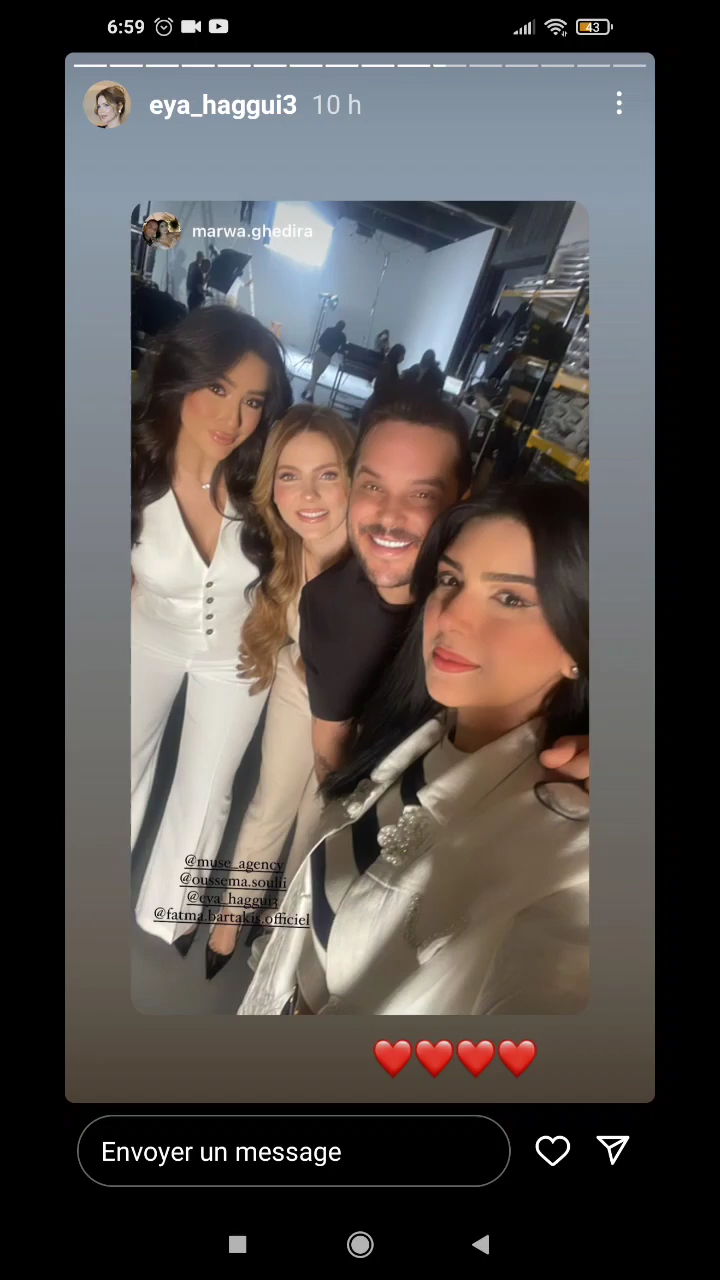 6:59
43
eya_haggui3 10 h
marwa.ghedira
@muse_agency
@oussema.soulii
@eya_haggui3
@fatma.bartakis.officiel
Envoyer un message